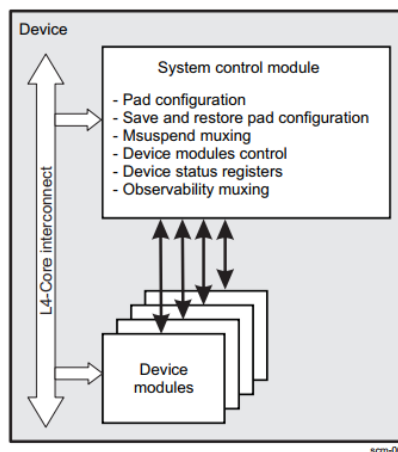 Device
System control module
- Pad configuration
- Save and restore pad configuration
- Msuspend muxing
- Device modules control
- Device status registers
- Observability muxing
L4-Core interconnect
Device
modules